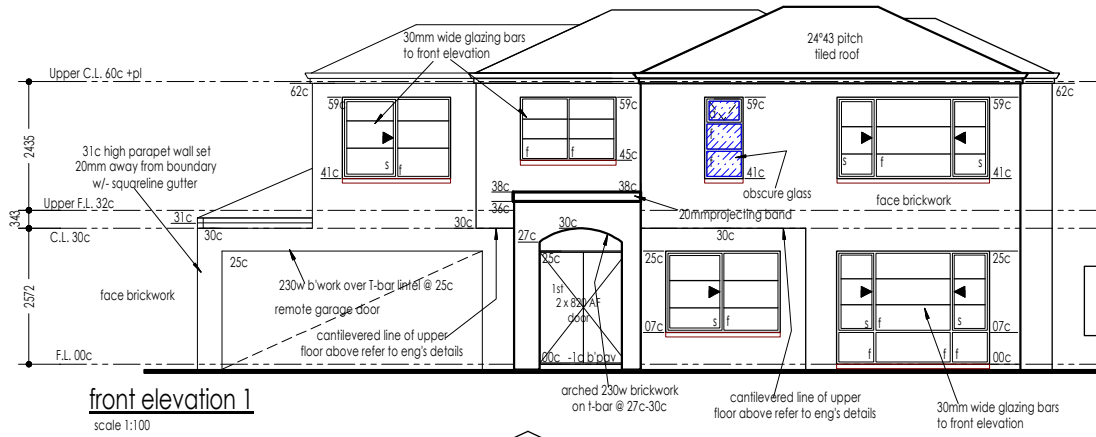 30mm wide glazing bars
to front elevation
24°43 pitch
tiled roof
Upper C.L. 60c +pl
62c
62c
59c
59c
59c
59c
31c high parapet wall set
20mm away from boundary
w/- squareline gutter
2435
s
f
f
f
f
s
f
s
45c
41c
41c
41c
obscure glass
38c
38c
face brickwork
Upper F.L. 32c
36c
20mmprojecting band
343
31c
30c
30c
30c
C.L. 30c
30c
27c
25c
25c
25c
25c
230w b'work over T-bar lintel @ 25c
remote garage door
1st
2 x 820 AF
door
2572
face brickwork
cantilevered line of upper
floor above refer to eng's details
s
f
07c
s
f
s
07c
F.L. 00c
00c -1c b'pav
f
f
f
00c
front elevation 1
scale 1:100
arched 230w brickwork
on t-bar @ 27c-30c
cantilevered line of upper
floor above refer to eng's details
30mm wide glazing bars
to front elevation